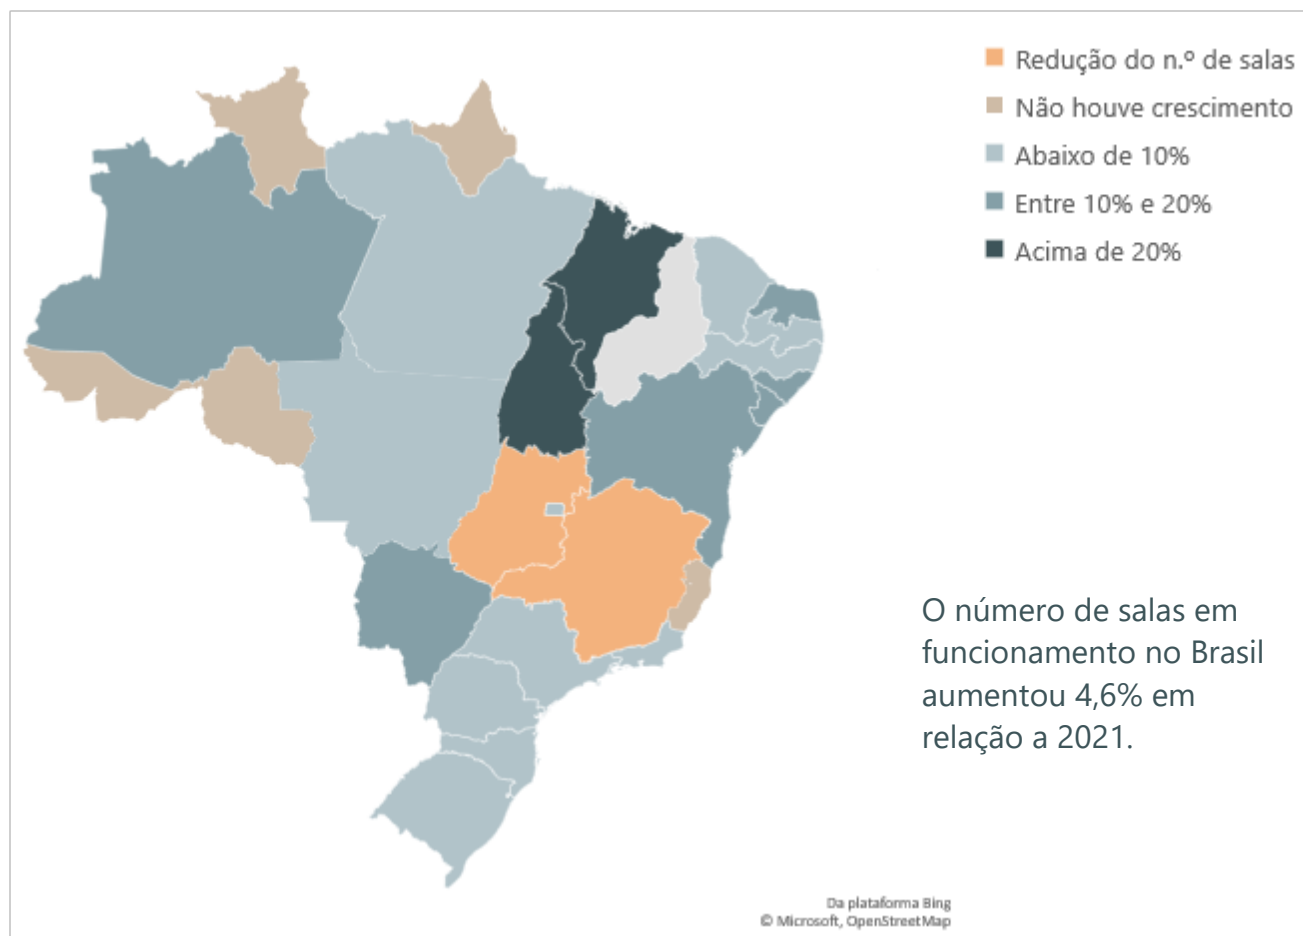 Redução do n.º de salas
Não houve crescimento
Abaixo de 10%
Entre 10% e 20%
Acima de 20%
O número de salas em
funcionamento no Brasil
aumentou 4,6% em
relação a 2021.
Da plataforma Bing
© Microsoft, OpenStreetMap